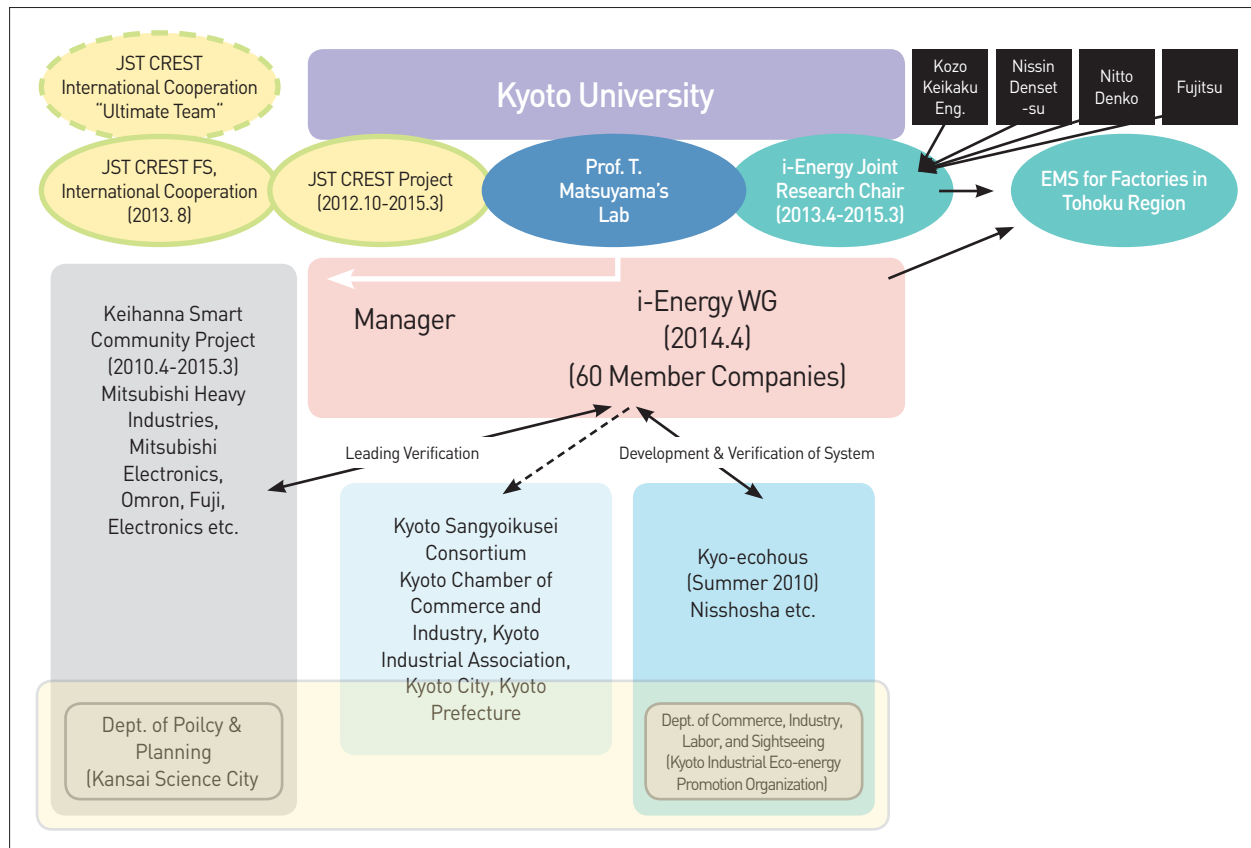 JST CREST
International Cooperation
“Ultimate Team”
Kyoto University
Kozo
Keikaku
Eng.
Nissin
Denset
-su
Nitto
Denko
Fujitsu
JST CREST FS,
International Cooperation
(2013. 8)
JST CREST Project
(2012.10-2015.3)
Prof. T.
Matsuyama’s
Lab
i-Energy Joint
Research Chair
(2013.4-2015.3)
EMS for Factories in
Tohoku Region
Keihanna Smart
Community Project
(2010.4-2015.3)
Mitsubishi Heavy
Industries,
Mitsubishi
Electronics,
Omron, Fuji,
Electronics etc.
Manager
i-Energy WG
(2014.4)
(60 Member Companies)
Leading Verification
Development & Verification of System
Kyoto Sangyoikusei
Consortium
Kyoto Chamber of
Commerce and
Industry, Kyoto
Industrial Association,
Kyoto City, Kyoto
Prefecture
Kyo-ecohous
(Summer 2010)
Nisshosha etc.
Dept. of Poilcy &
Planning
(Kansai Science City
Dept. of Commerce, Industry,
Labor, and Sightseeing
(Kyoto Industrial Eco-energy
Promotion Organization)